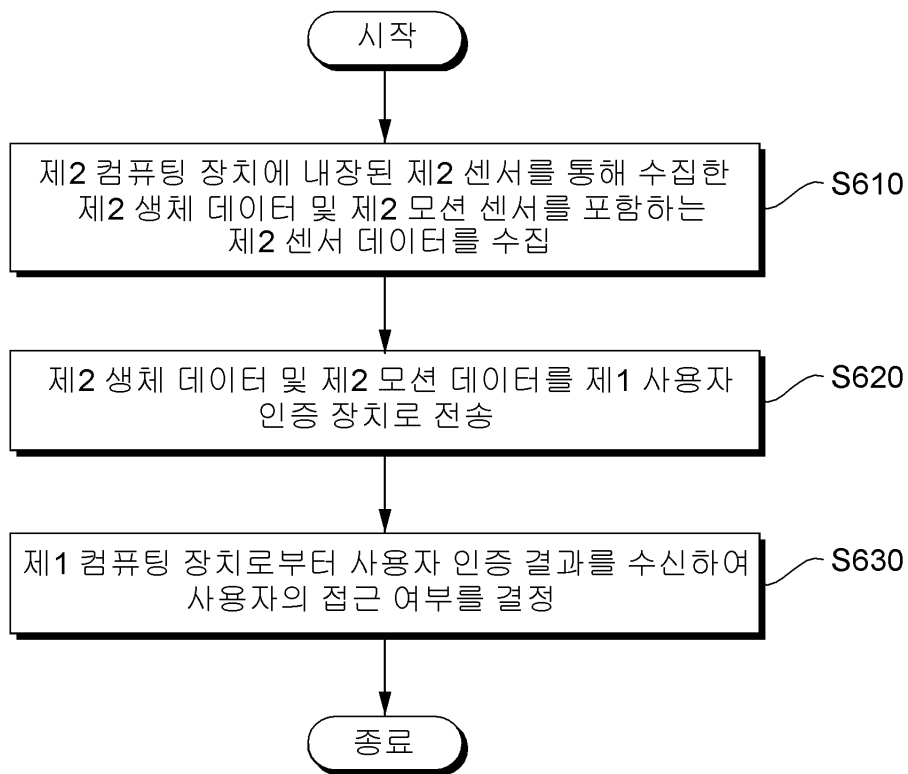 시작
제2 컴퓨팅 장치에 내장된 제2 센서를 통해 수집한
제2 생체 데이터 및 제2 모션 센서를 포함하는
제2 센서 데이터를 수집
S610
제2 생체 데이터 및 제2 모션 데이터를 제1 사용자
인증 장치로 전송
S620
제1 컴퓨팅 장치로부터 사용자 인증 결과를 수신하여
사용자의 접근 여부를 결정
S630
종료